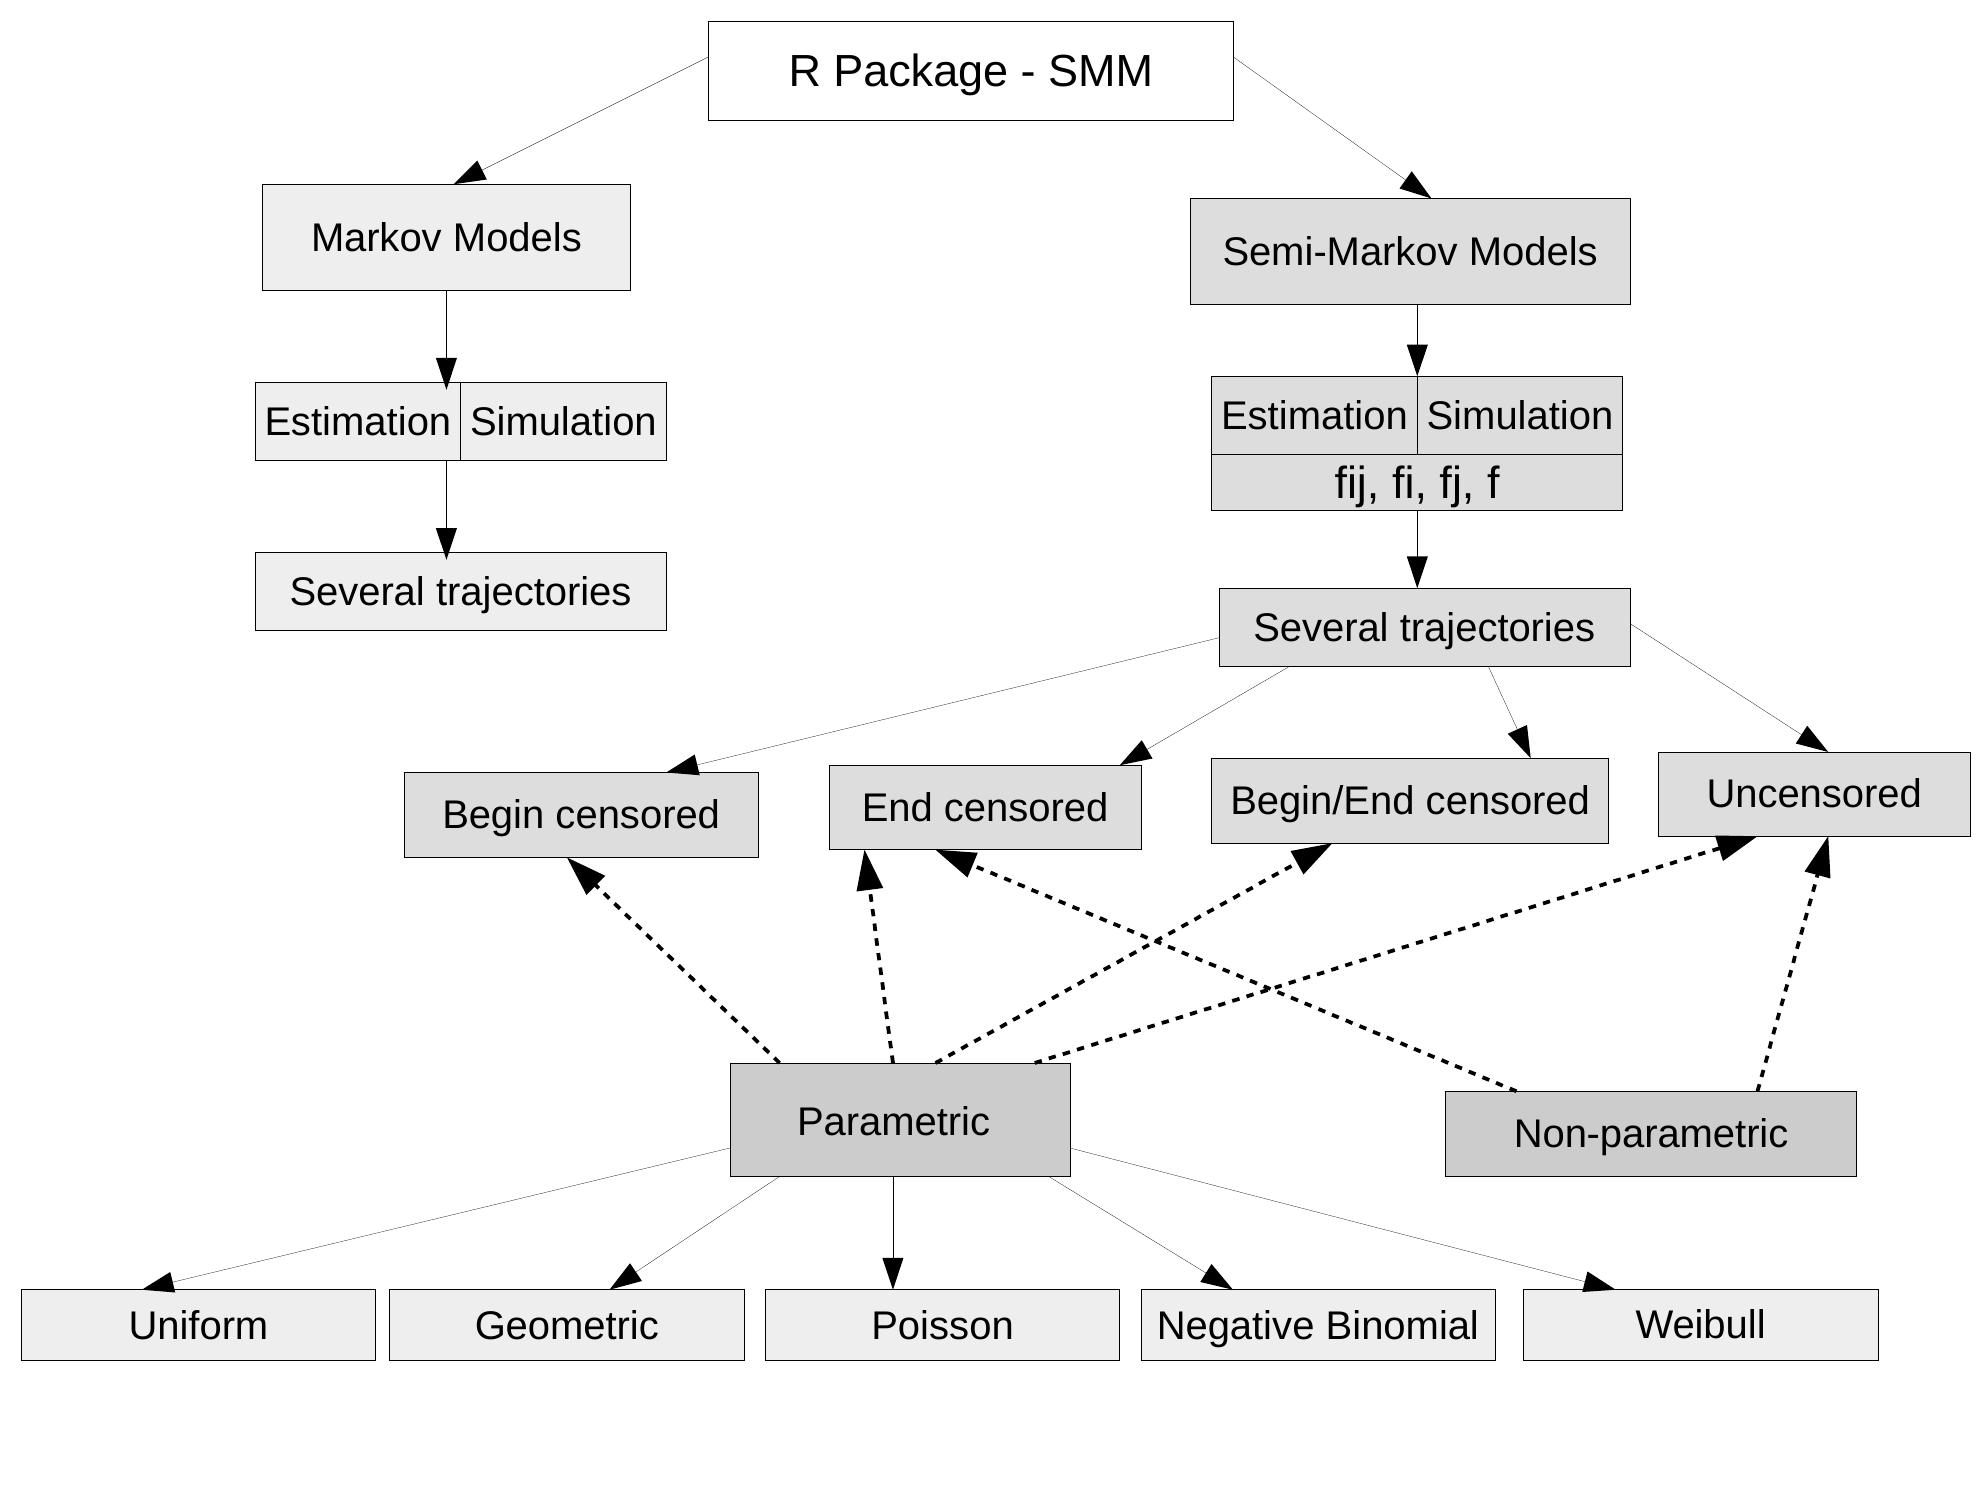 R Package - SMM
Markov Models
Semi-Markov Models
Estimation
Simulation
Estimation
Simulation
fij, fi, fj, f
Several trajectories
Several trajectories
Begin censored
End censored
Begin/End censored
Uncensored
Parametric
Non-parametric
Uniform
Geometric
Poisson
Negative Binomial
Weibull